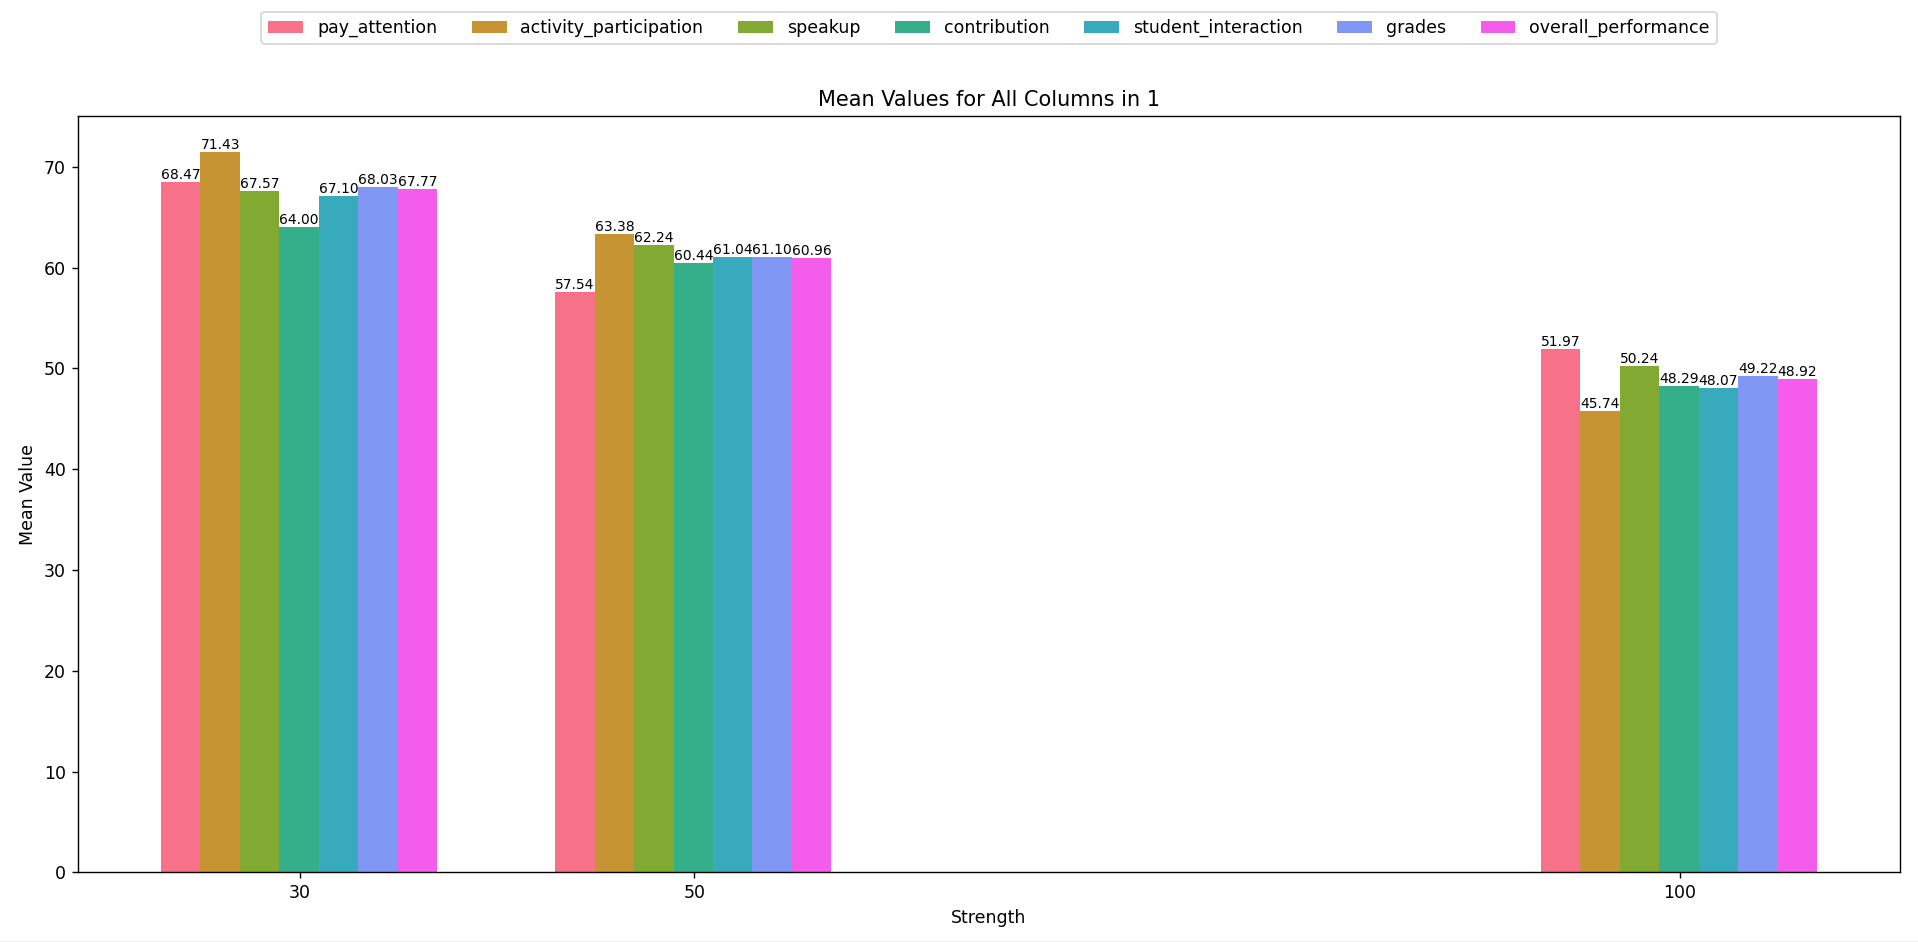 pay_attention activity_participation speakup contribution student_interaction grades overall_performance
Mean Values for All Columns in 1
71.43
68.47 67.57 64.00 67.10 68.03 67.77
57.54 63.38 62.24 60.44 61.04 61.10 60.96
51.97 45.74 50.24 48.29 48.07 49.22 48.92
70
60
50
40
30
20
10
0
Mean Value
30 50 100
Strength